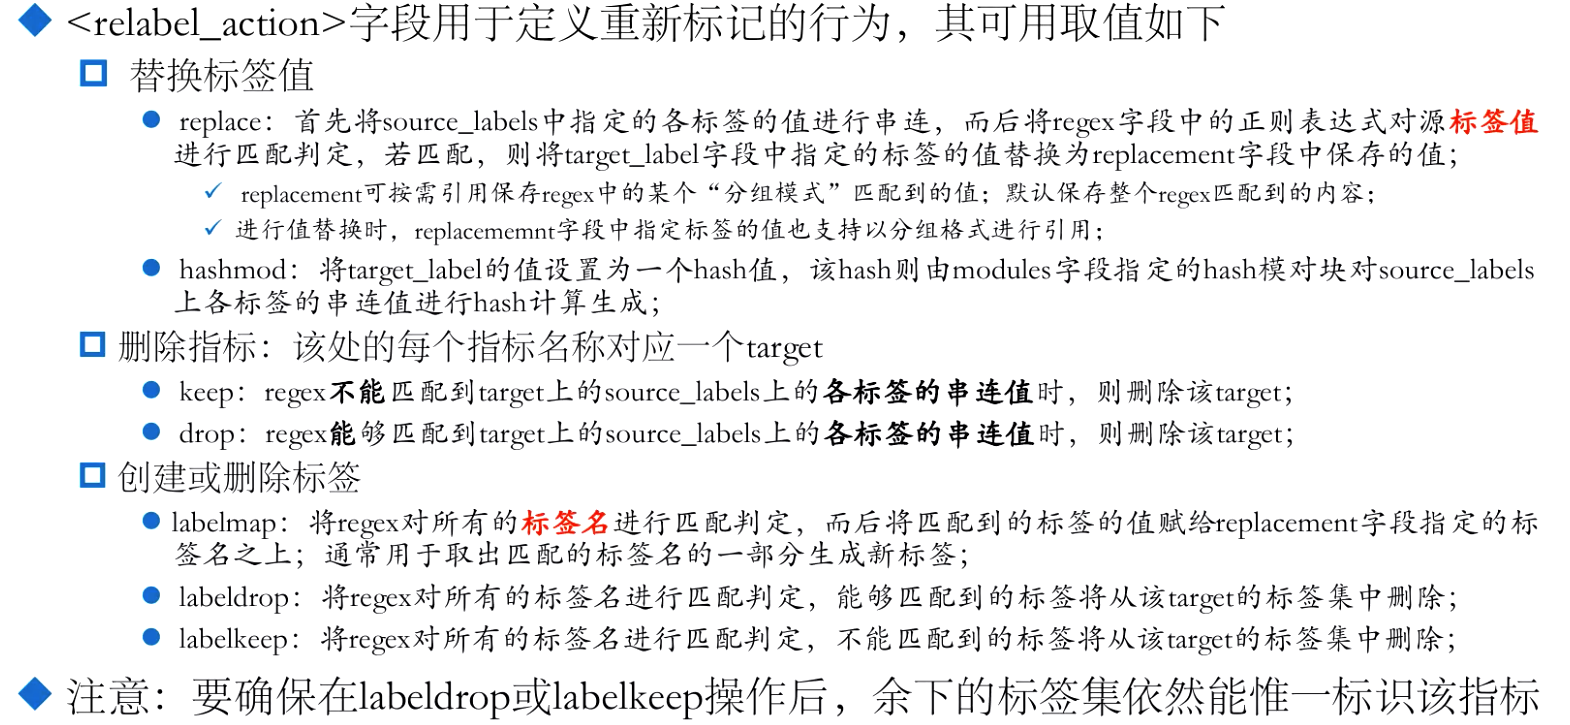 <relabel_action>字段用于定义重新标记的行为，其可用取值如下
替换标签值
replace：首先将source_labels中指定的各标签的值进行串连，而后将regex字段中的正则表达式对源标签值
进行匹配判定，若匹配，则将target_label字段中指定的标签的值替换为replacement字段中保存的值；
replacement可按需引用保存regex中的某个“分组模式”匹配到的值；默认保存整个regex匹配到的内容；
进行值替换时，replacememnt字段中指定标签的值也支持以分组格式进行引用；
hashmod：将target_label的值设置为一个hash值，该hash则由modules字段指定的hash模对块对source_labels
上各标签的串连值进行hash计算生成；
删除指标：该处的每个指标名称对应一个target
keep：regex不能匹配到target上的source_labels上的各标签的串连值时，则删除该target；
drop：regex能够匹配到target上的source_labels上的各标签的串连值时，则删除该target；
创建或删除标签
labelmap：将regex对所有的标签名进行匹配判定，而后将匹配到的标签的值赋给replacement字段指定的标
签名之上；通常用于取出匹配的标签名的一部分生成新标签；
labeldrop：将regex对所有的标签名进行匹配判定，能够匹配到的标签将从该target的标签集中删除；
labelkeep：将regex对所有的标签名进行匹配判定，不能匹配到的标签将从该target的标签集中删除；
注意：要确保在labeldrop或labelkeep操作后，余下的标签集依然能惟一标识该指标